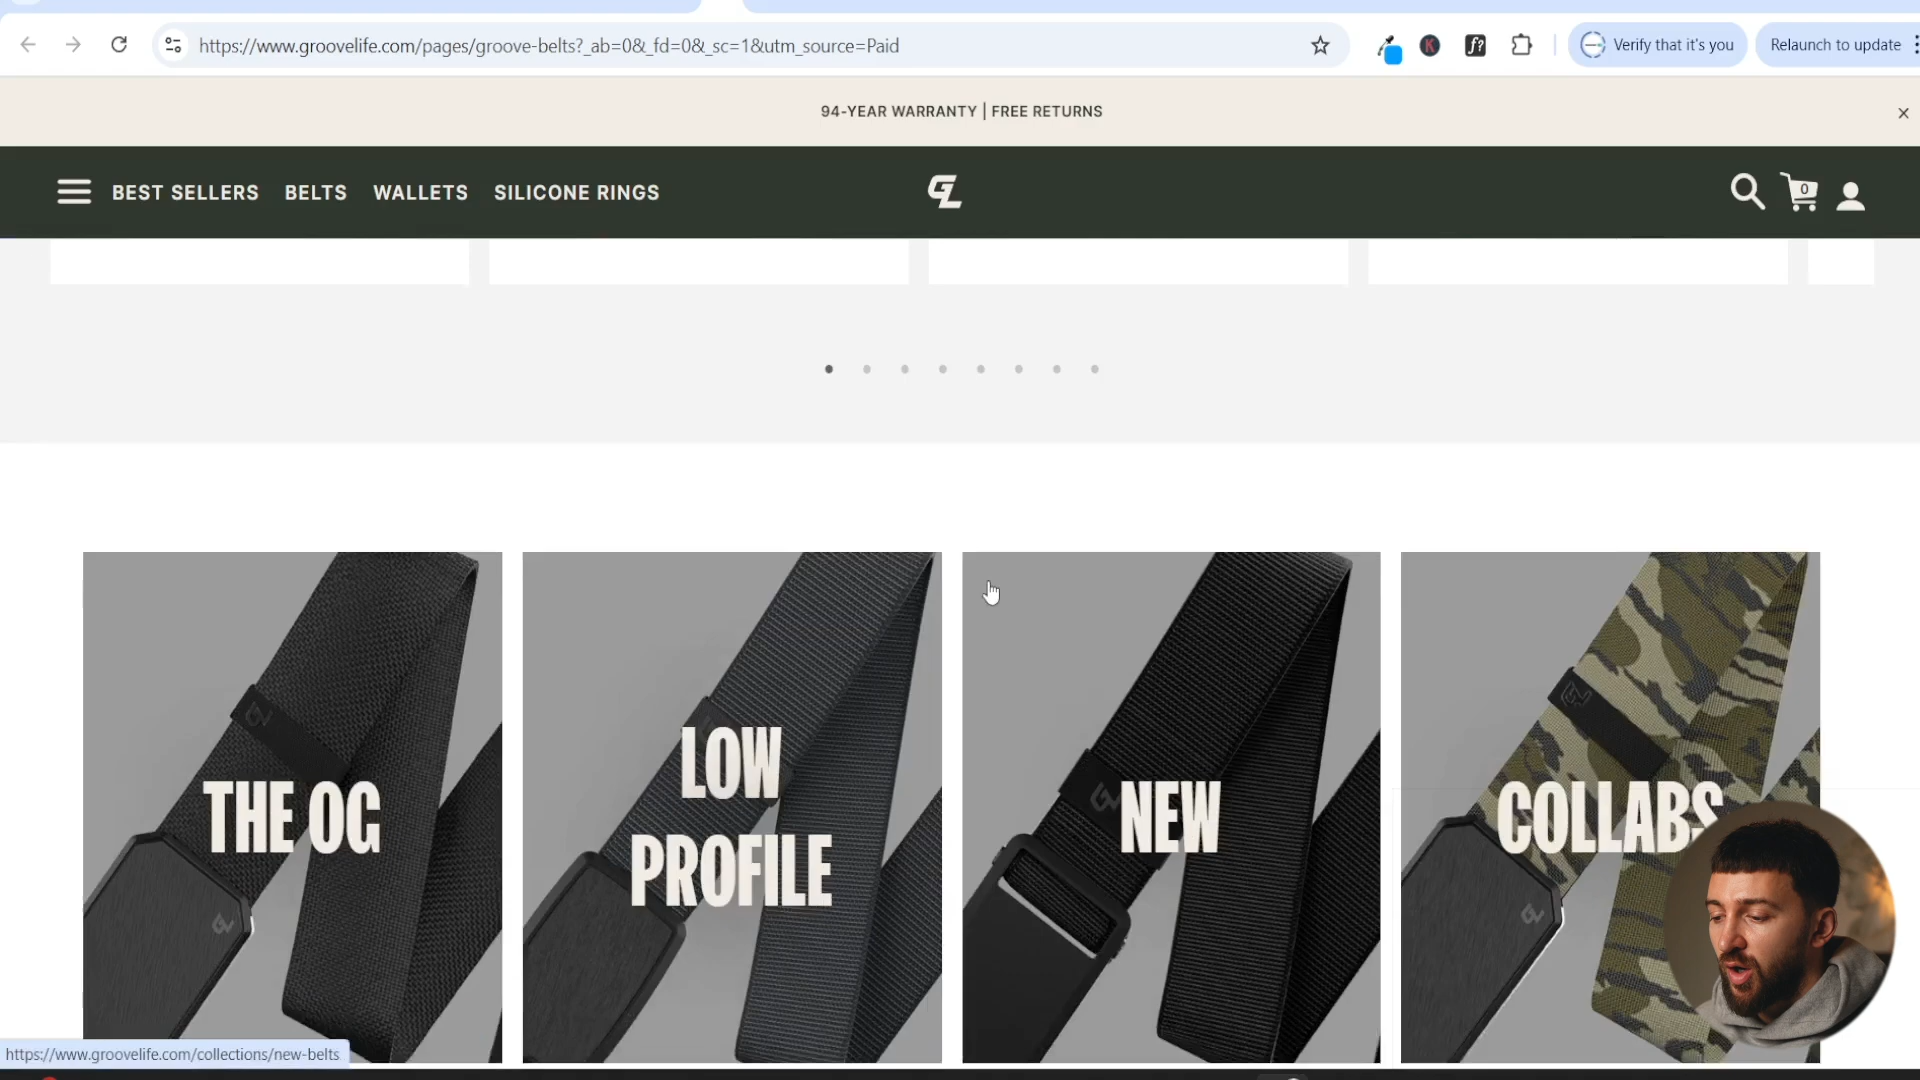 https://www.groovelife.com/pages/groove-belts?_ab=0&_fd=0&_sc=1&utm_source=Paid
K
f?
Verify that it's you
Relaunch to update
94-YEAR WARRANTY | FREE RETURNS
BEST SELLERS
BELTS
WALLETS
SILICONE RINGS
GL
0
THE OG
LOW
PROFILE
NEW
COLLABS
https://www.groovelife.com/collections/new-belts